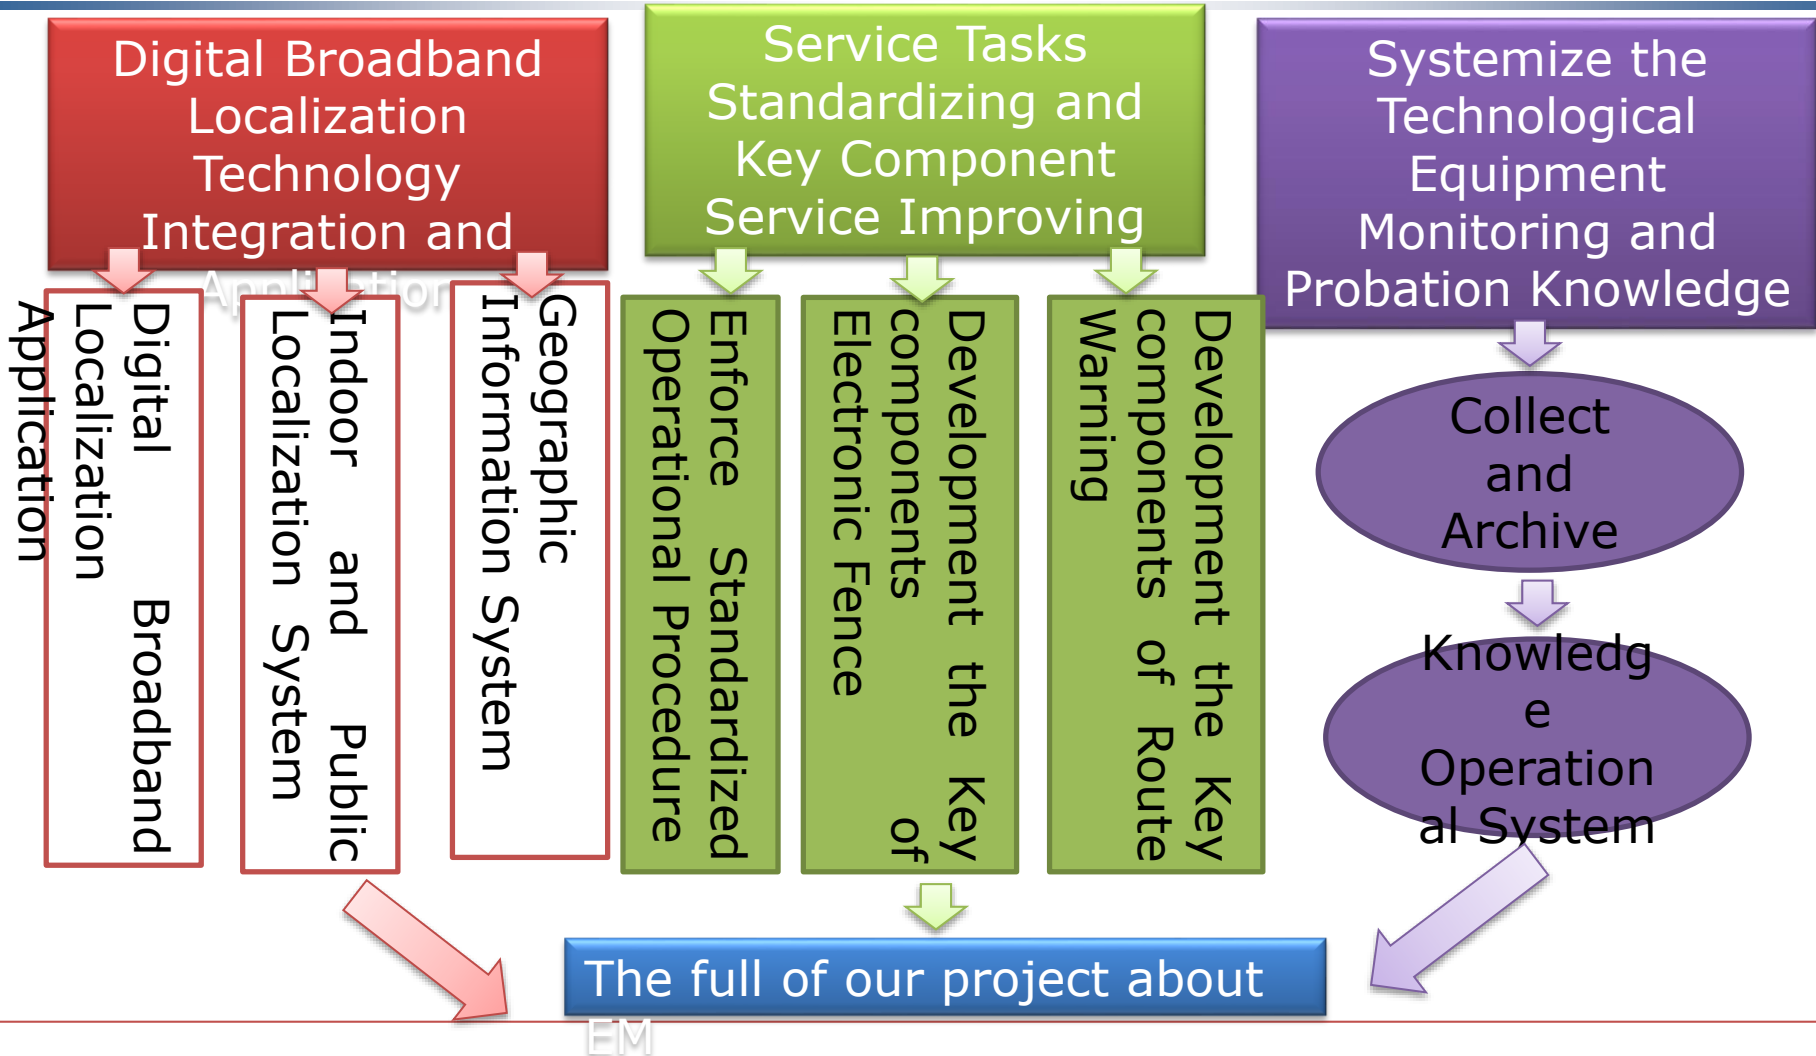 Digital Broadband
Localization
Technology
Integration and
Application
Service Tasks
Standardizing and
Key Component
Service Improving
Systemize the
Technological
Equipment
Monitoring and
Probation Knowledge
Digital Broadband
Localization
Application
Indoor and Public
Localization System
Geographic
Information System
Enforce Standardized
Operational Procedure
Development the Key
components of
Electronic Fence
Development the Key
components of Route
Warning
Collect
and
Archive
Knowledg
e
Operation
al System
The full of our project about
EM